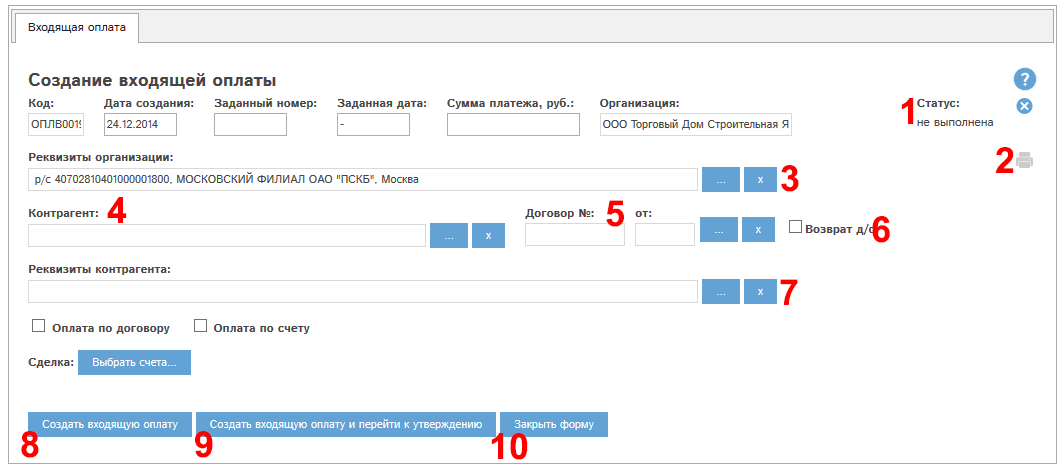 Входящая оплата
Создание входящей оплаты
?
Код: Дата создания: Заданный номер: Заданная дата: Сумма платежа, руб.: Организация: 1 Статус: x
ОПЛВ0019 24.12.2014 - ООО Торговый Дом Строительная Я не выполнена
Реквизиты организации: 2
р/с 40702810401000001800, МОСКОВСКИЙ ФИЛИАЛ ОАО "ПСКБ", Москва ... x 3
Контрагент: 4 Договор №: 5 от:
... x ... x Возврат д/с 6
Реквизиты контрагента:
... x 7
Оплата по договору Оплата по счету
Сделка: Выбрать счета...
Создать входящую оплату Создать входящую оплату и перейти к утверждению Закрыть форму
8 9 10